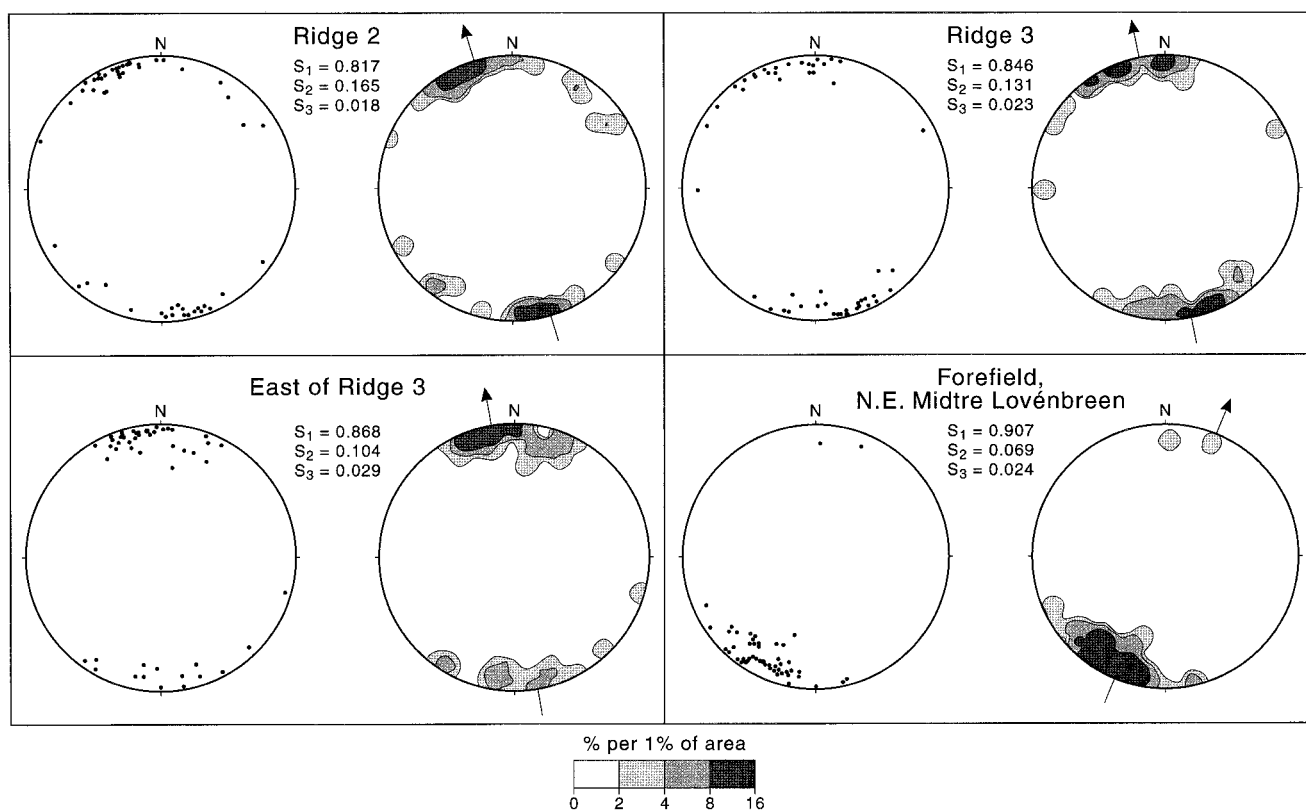 Ridge 2
N
S1 = 0.817
S2 = 0.165
S3 = 0.018
N
Ridge 3
N
S1 = 0.846
S2 = 0.131
S3 = 0.023
N
East of Ridge 3
N
S1 = 0.868
S2 = 0.104
S3 = 0.029
N
Forefield,
N.E. Midtre Lovénbreen
N
S1 = 0.907
S2 = 0.069
S3 = 0.024
N
% per 1% of area
0 2 4 8 16